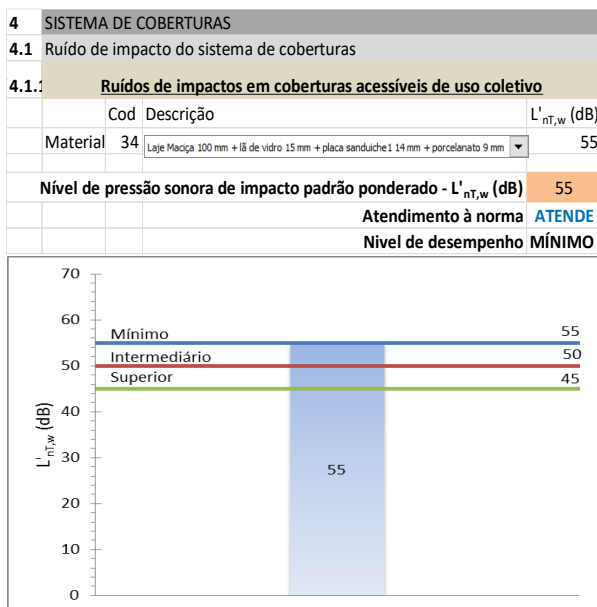 4 SISTEMA DE COBERTURAS
4.1 Ruído de impacto do sistema de coberturas
4.1.1 Ruídos de impactos em coberturas acessíveis de uso coletivo
Cod Descrição L'nT,w (dB)
Material 34 Laje Maciça 100 mm + lã de vidro 15 mm + placa sanduiche1 14 mm + porcelanato 9 mm 55
Nível de pressão sonora de impacto padrão ponderado - L'nT,w (dB) 55
Atendimento à norma ATENDE
Nivel de desempenho MÍNIMO
70
60
Mínimo 55
Intermediário 50
50
Superior 45
40
L'nT,w (dB)
30
55
20
10
0